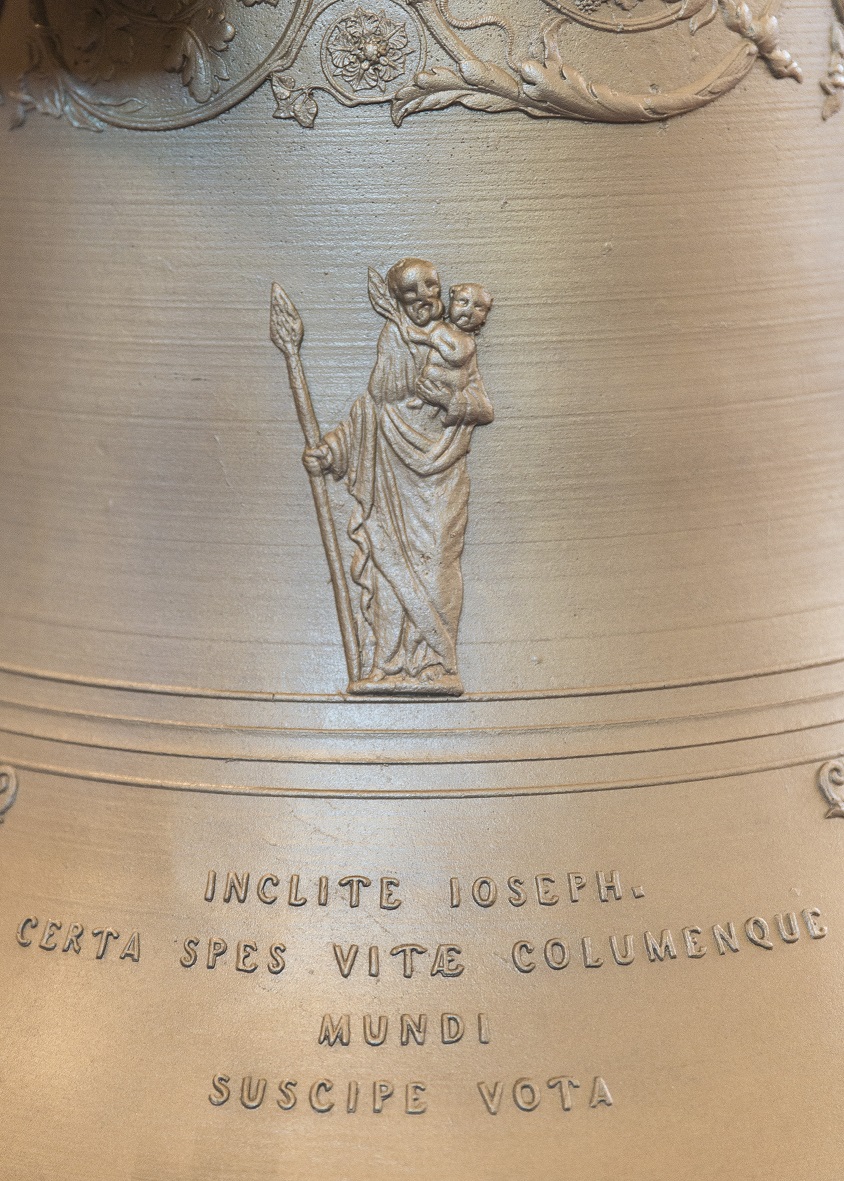 INCLITE IOSEPH.
CERTA SPES VITÆ COLUMENQUE
MUNDI
SUSCIPE VOTA